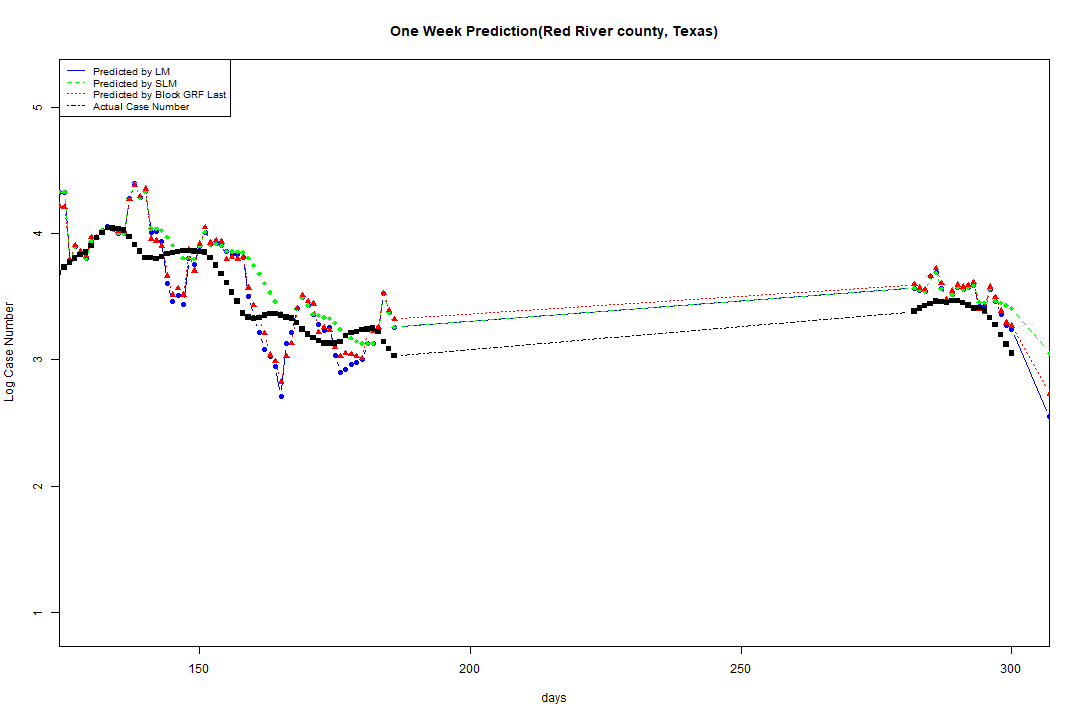 One Week Prediction(Red River county, Texas)
Predicted by LM
Predicted by SLM
Predicted by Block GRF Last
Actual Case Number
5
4
3
2
1
Log Case Number
150
200
250
300
days